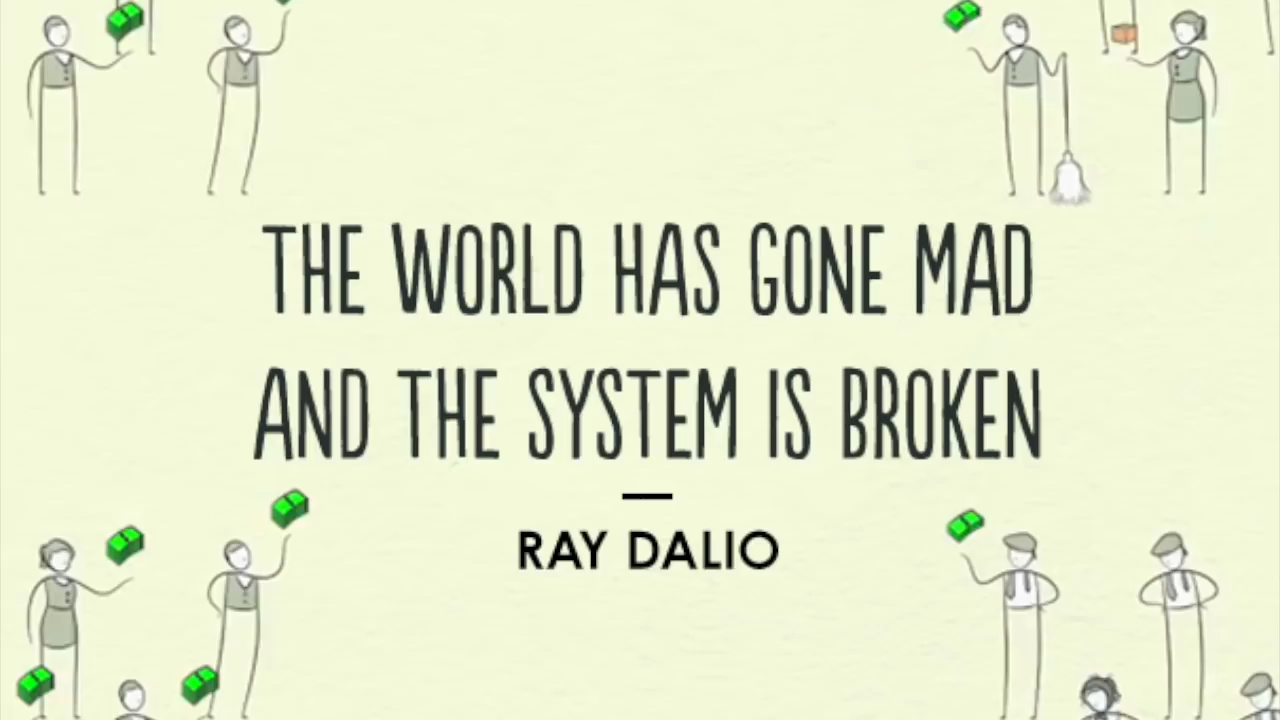 THE WORLD HAS GONE MAD
AND THE SYSTEM IS BROKEN
RAY DALIO